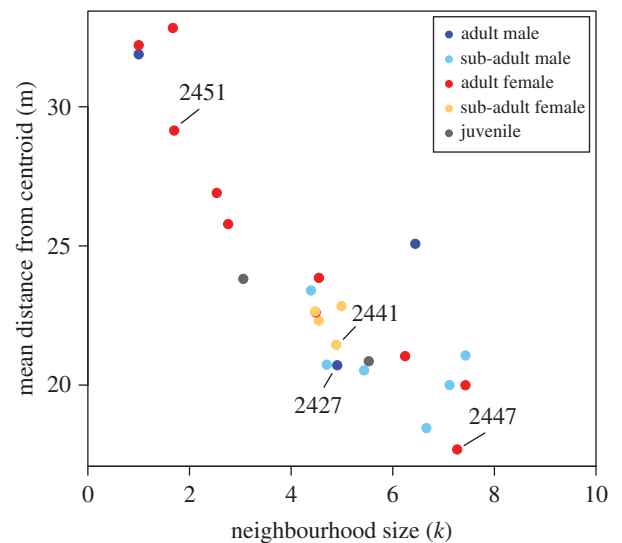 adult male
sub-adult male
adult female
sub-adult female
juvenile
2451
2441
2427
2447
mean distance from centroid (m)
30
25
20
0 2 4 6 8 10
neighbourhood size (k)